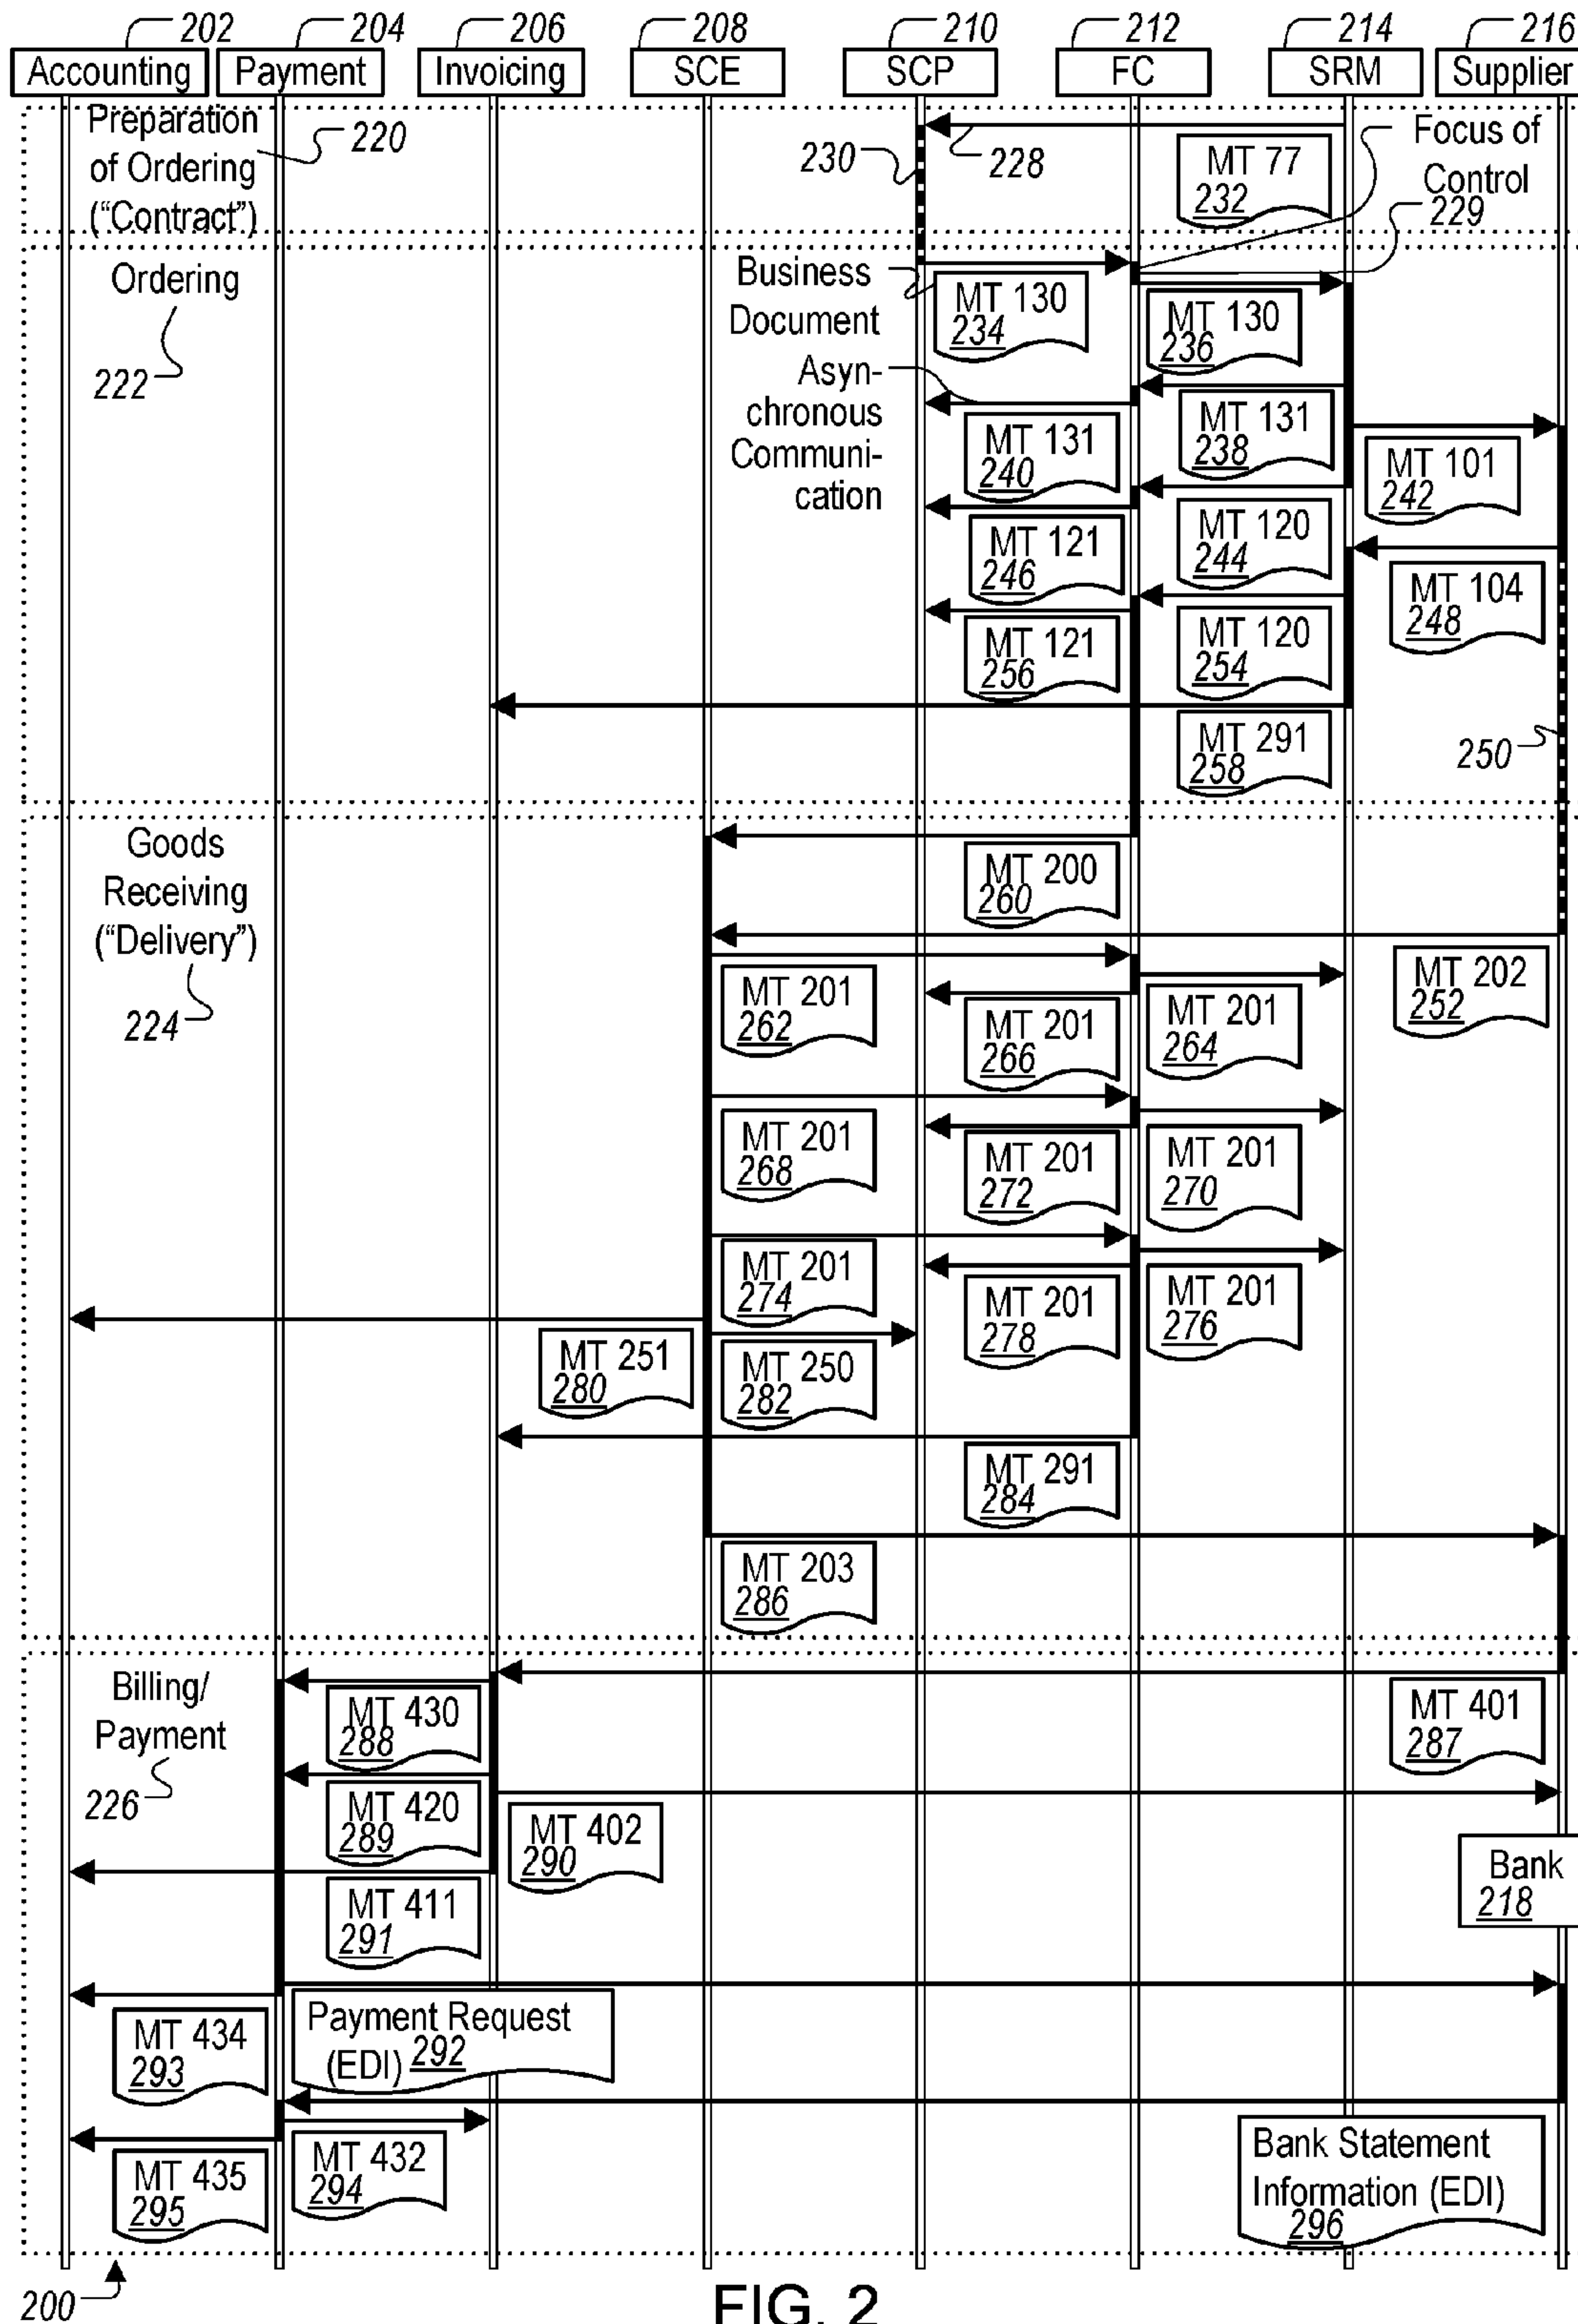 202 204 206 208 210 212 214 216
Accounting Payment Invoicing SCE SCP FC SRM Supplier
Preparation
of Ordering
("Contract")
220
230
228
MT 77
232
Focus of
Control
229
Ordering
222
Business
Document
MT 130
234
MT 130
236
Asyn-
chronous
Communi-
cation
MT 131
240
MT 131
238
MT 101
242
MT 121
246
MT 120
244
MT 104
248
MT 121
256
MT 120
254
MT 291
258
250
Goods
Receiving
("Delivery")
224
MT 200
260
MT 202
252
MT 201
262
MT 201
266
MT 201
264
MT 201
268
MT 201
272
MT 201
270
MT 201
274
MT 201
278
MT 201
276
MT 251
280
MT 250
282
MT 291
284
MT 203
286
Billing/
Payment
226
MT 430
288
MT 401
287
MT 420
289
MT 402
290
Bank
218
MT 411
291
MT 434
293
Payment Request
(EDI) 292
MT 435
295
MT 432
294
Bank Statement
Information (EDI)
296
200
FIG. 2